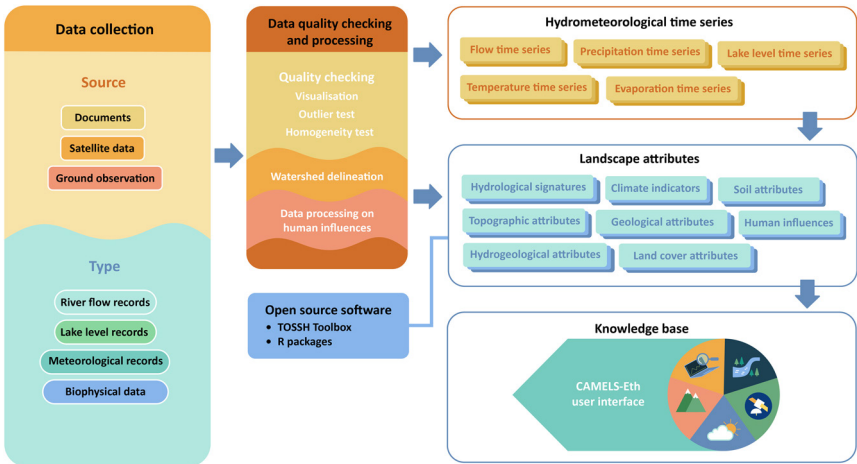 Data collection
Source
Documents
Satellite data
Ground observation
Type
River flow records
Lake level records
Meteorological records
Biophysical data
Data quality checking
and processing
Quality checking
Visualisation
Outlier test
Homogeneity test
Watershed delineation
Data processing on
human influences
Open source software
• TOSSH Toolbox
• R packages
Hydrometeorological time series
Flow time series
Precipitation time series
Lake level time series
Temperature time series
Evaporation time series
Landscape attributes
Hydrological signatures
Climate indicators
Soil attributes
Topographic attributes
Geological attributes
Human influences
Hydrogeological attributes
Land cover attributes
Knowledge base
CAMELS-Eth
user interface